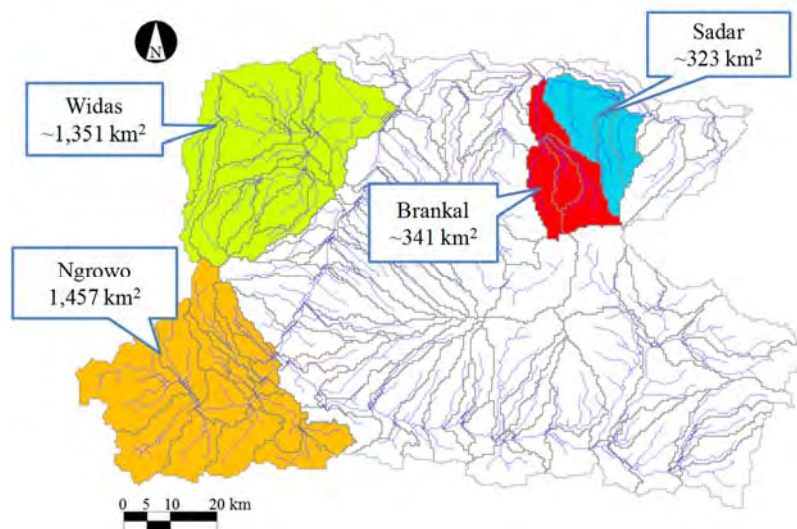 N
Sadar
~323 km²
Widas
~1,351 km²
Brankal
~341 km²
Ngrowo
1,457 km²
0 5 10 20 km